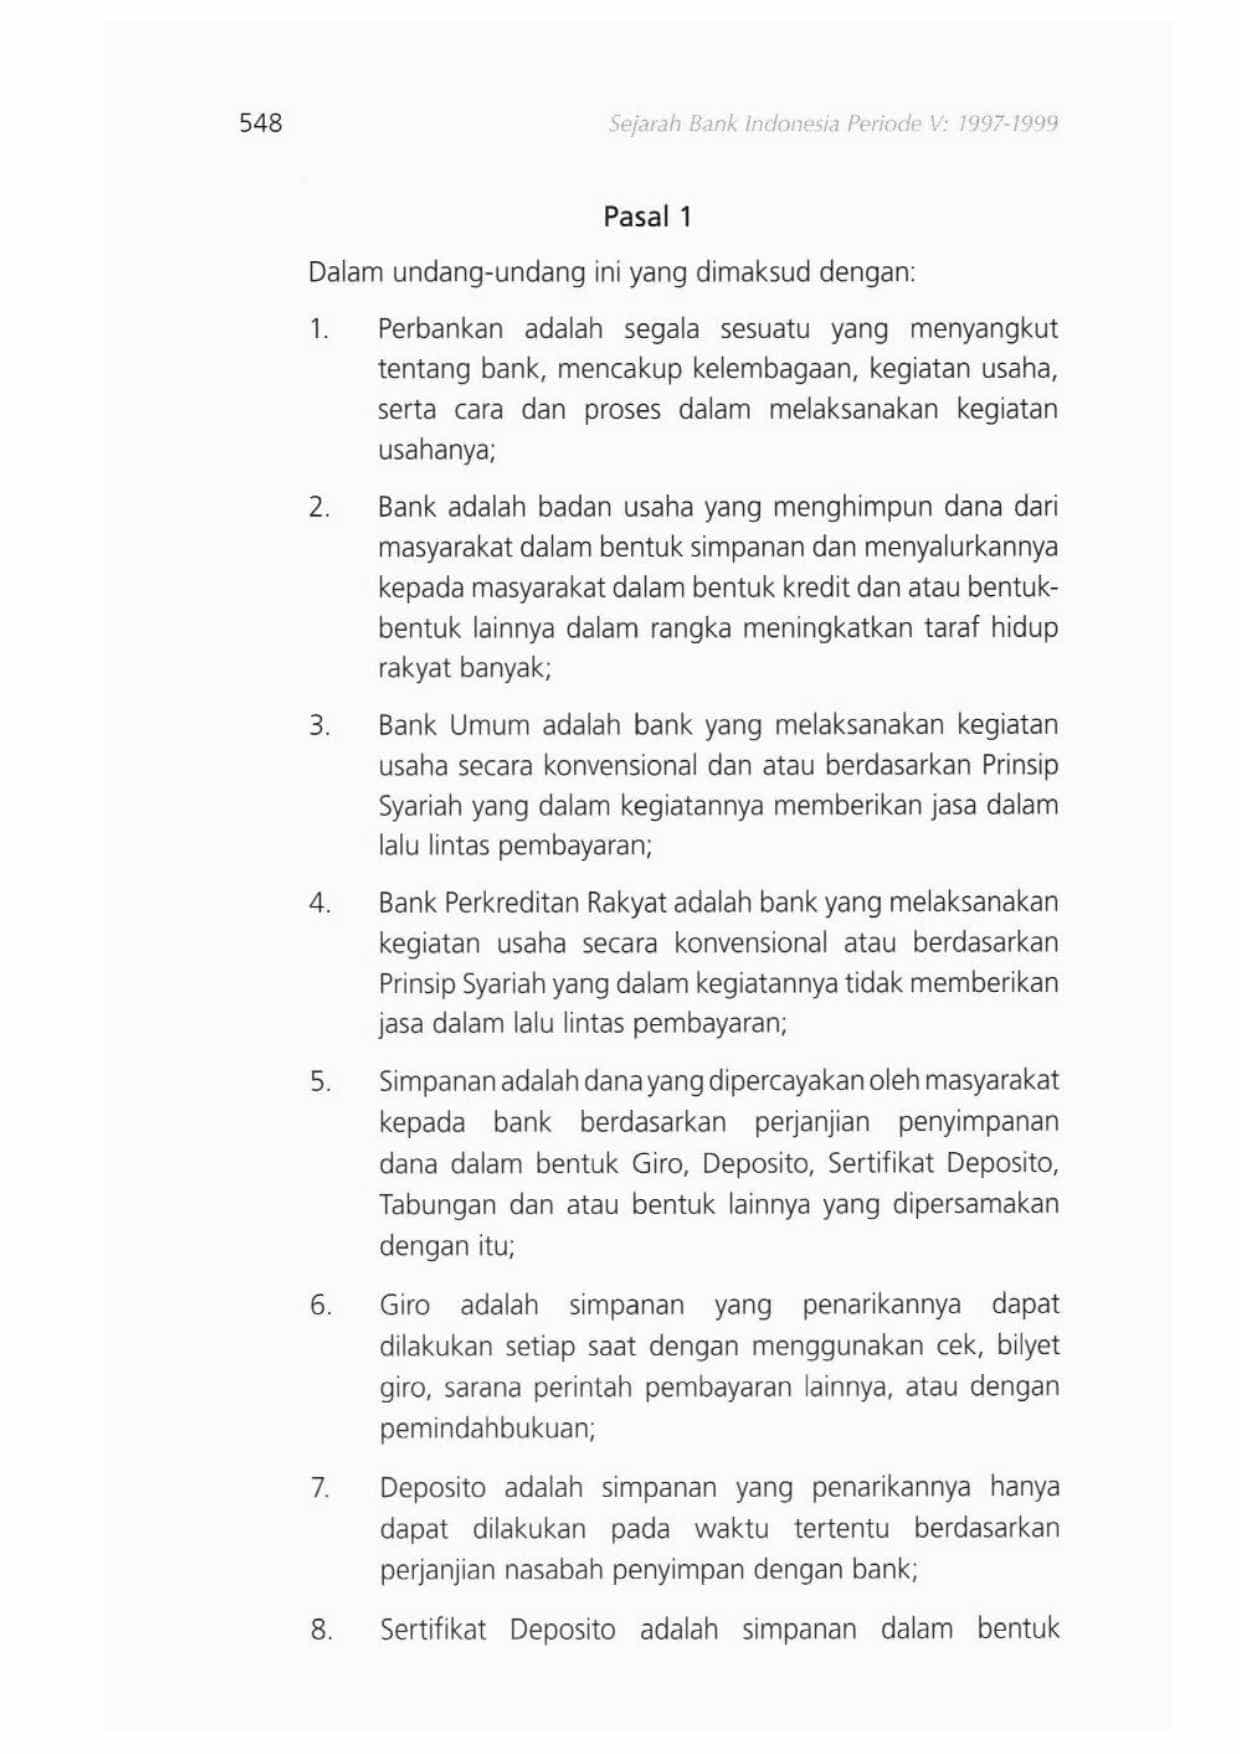 548
Sejarah Bank Indonesia Periode V: 1997-1999
Pasal 1
Dalam undang-undang ini yang dimaksud dengan:
1. Perbankan adalah segala sesuatu yang menyangkut
tentang bank, mencakup kelembagaan, kegiatan usaha,
serta cara dan proses dalam melaksanakan kegiatan
usahanya;
2. Bank adalah badan usaha yang menghimpun dana dari
masyarakat dalam bentuk simpanan dan menyalurkannya
kepada masyarakat dalam bentuk kredit dan atau bentuk-
bentuk lainnya dalam rangka meningkatkan taraf hidup
rakyat banyak;
3. Bank Umum adalah bank yang melaksanakan kegiatan
usaha secara konvensional dan atau berdasarkan Prinsip
Syariah yang dalam kegiatannya memberikan jasa dalam
lalu lintas pembayaran;
4. Bank Perkreditan Rakyat adalah bank yang melaksanakan
kegiatan usaha secara konvensional atau berdasarkan
Prinsip Syariah yang dalam kegiatannya tidak memberikan
jasa dalam lalu lintas pembayaran;
5. Simpanan adalah dana yang dipercayakan oleh masyarakat
kepada bank berdasarkan perjanjian penyimpanan
dana dalam bentuk Giro, Deposito, Sertifikat Deposito,
Tabungan dan atau bentuk lainnya yang dipersamakan
dengan itu;
6. Giro adalah simpanan yang penarikannya dapat
dilakukan setiap saat dengan menggunakan cek, bilyet
giro, sarana perintah pembayaran lainnya, atau dengan
pemindahbukuan;
7. Deposito adalah simpanan yang penarikannya hanya
dapat dilakukan pada waktu tertentu berdasarkan
perjanjian nasabah penyimpan dengan bank;
8. Sertifikat Deposito adalah simpanan dalam bentuk